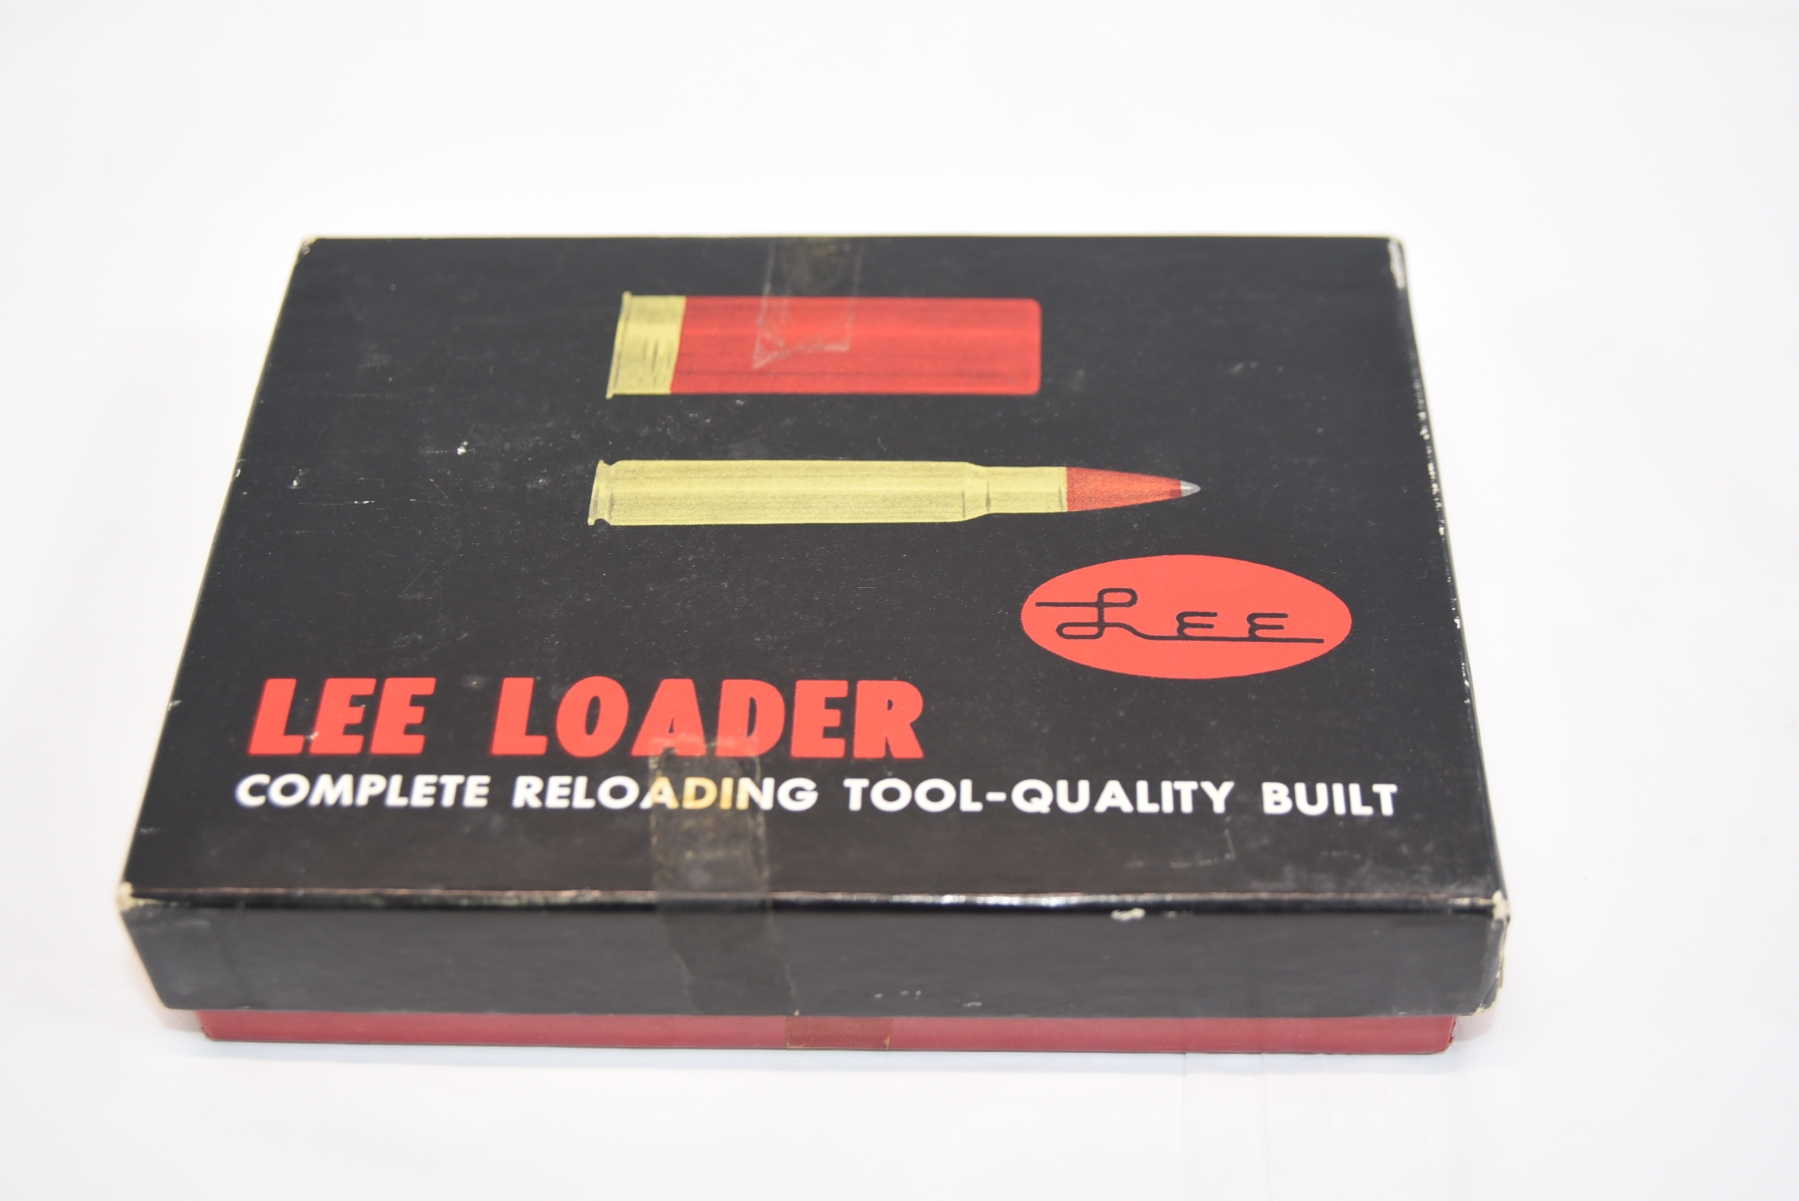 LEE
LEE LOADER
COMPLETE RELOADING TOOL-QUALITY BUILT